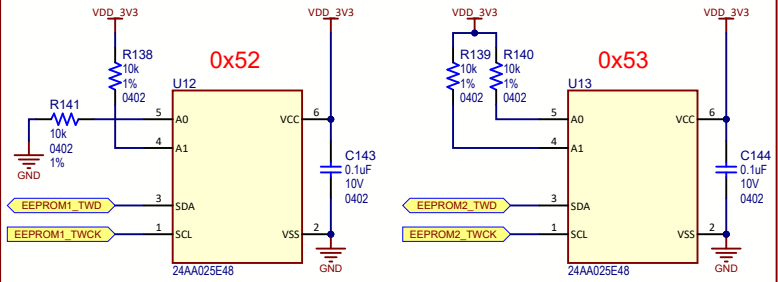 VDD_3V3
VDD_3V3
VDD_3V3
VDD_3V3
R138
10k
1%
0402
0x52
R139
10k
1%
0402
R140
10k
1%
0402
0x53
R141
10k
0402
1%
GND
U12
5
A0
4
A1
3
SDA
1
SCL
VCC
6
VSS
2
24AA025E48
EEPROM1_TWD
EEPROM1_TWCK
C143
0.1uF
10V
0402
GND
U13
5
A0
4
A1
3
SDA
1
SCL
VCC
6
VSS
2
24AA025E48
EEPROM2_TWD
EEPROM2_TWCK
C144
0.1uF
10V
0402
GND